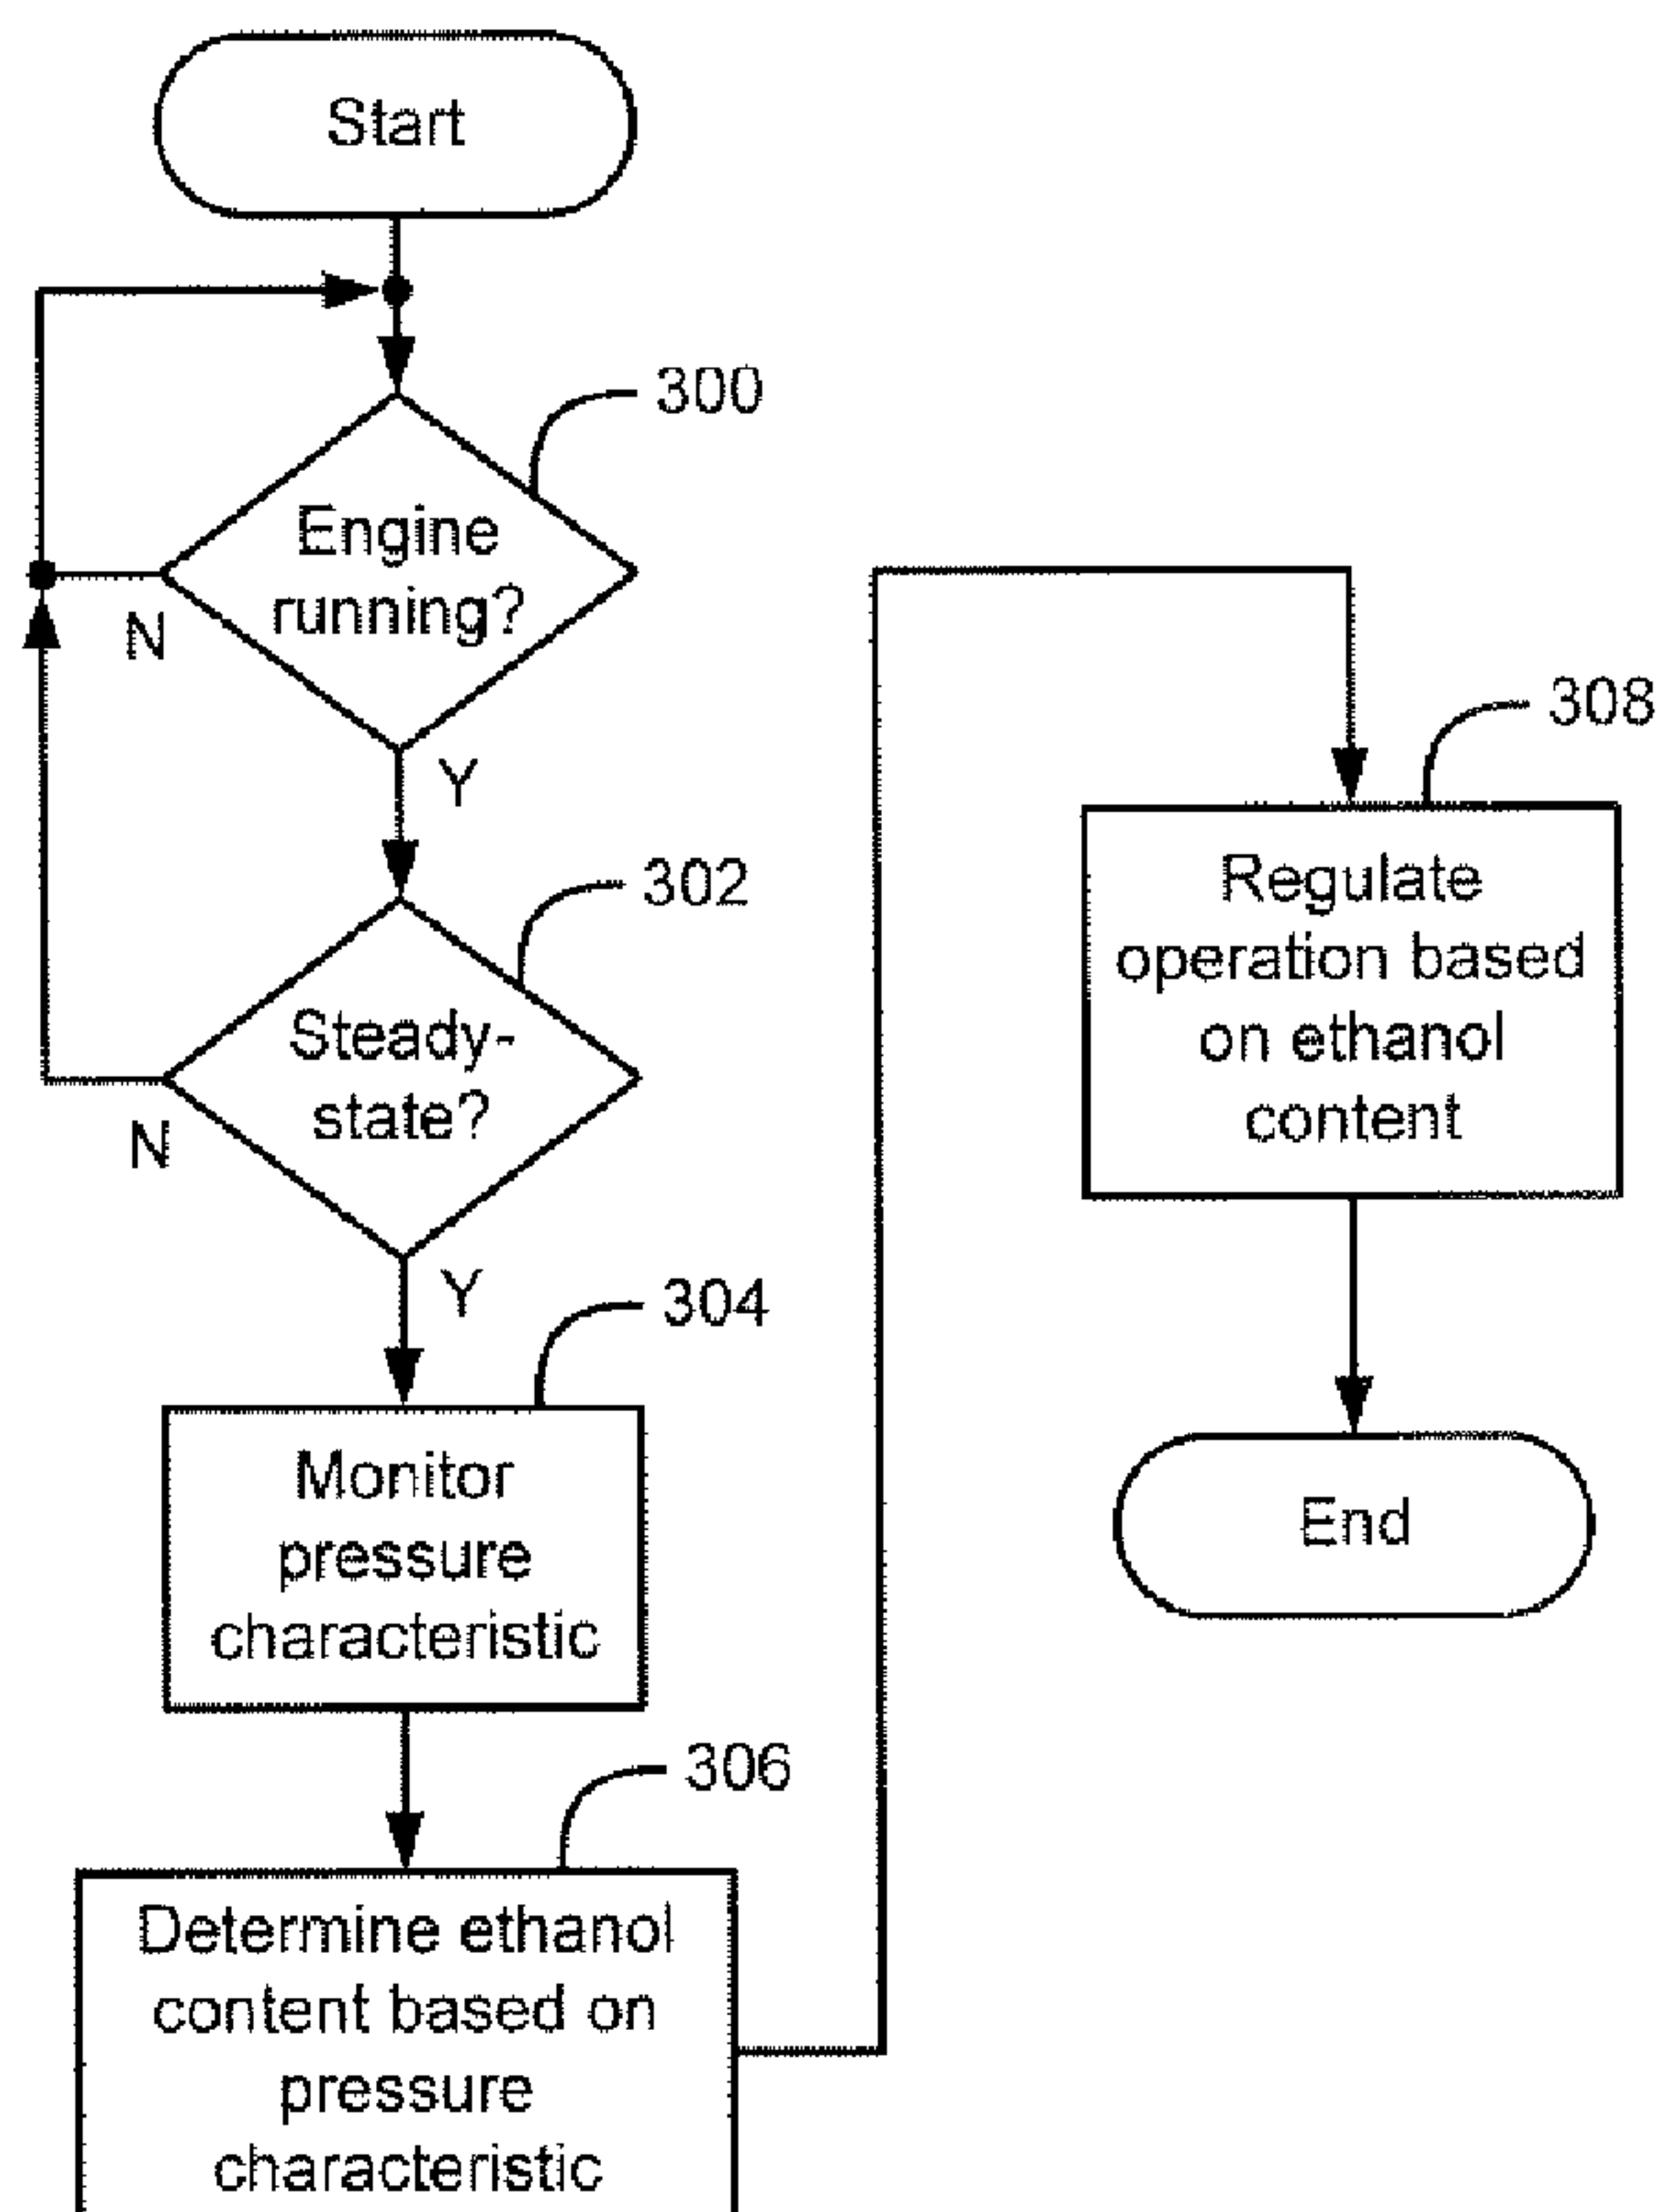 Start
300
Engine
running?
N
Y
302
Steady-
state?
N
Y
304
Monitor
pressure
characteristic
306
Determine ethanol
content based on
pressure
characteristic
308
Regulate
operation based
on ethanol
content
End